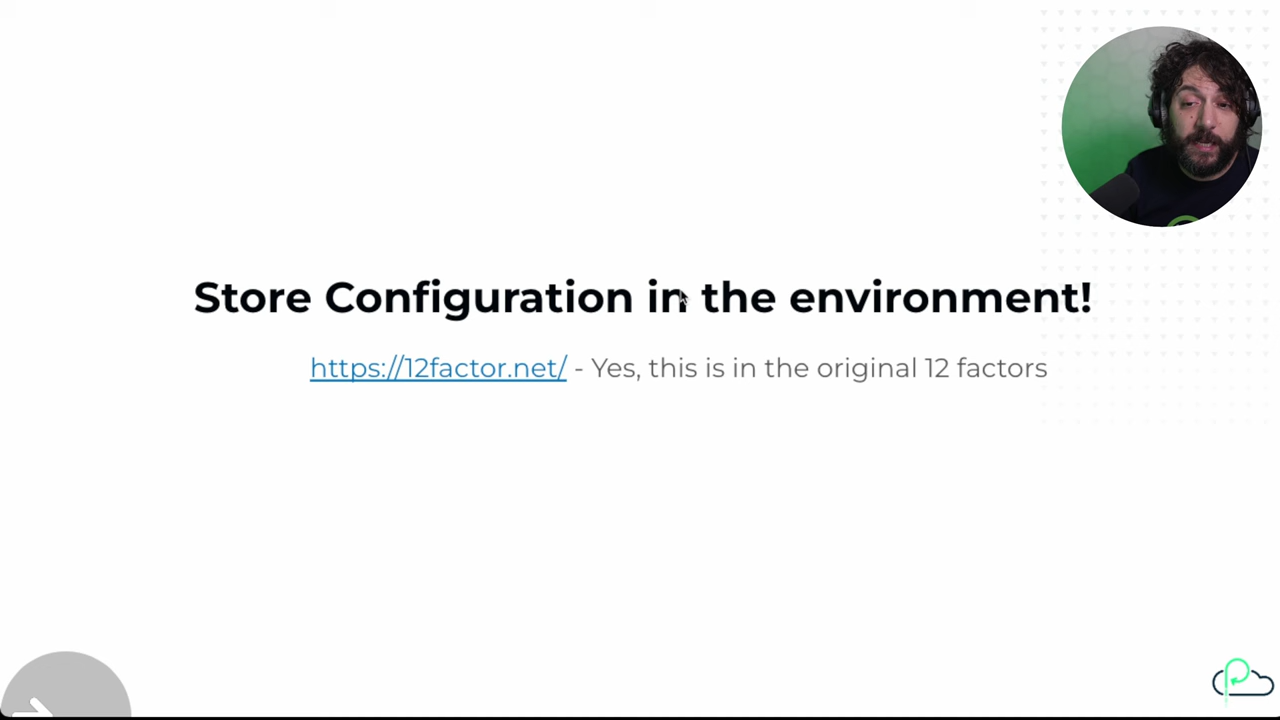 Store Configuration in the environment!
https://12factor.net/ - Yes, this is in the original 12 factors